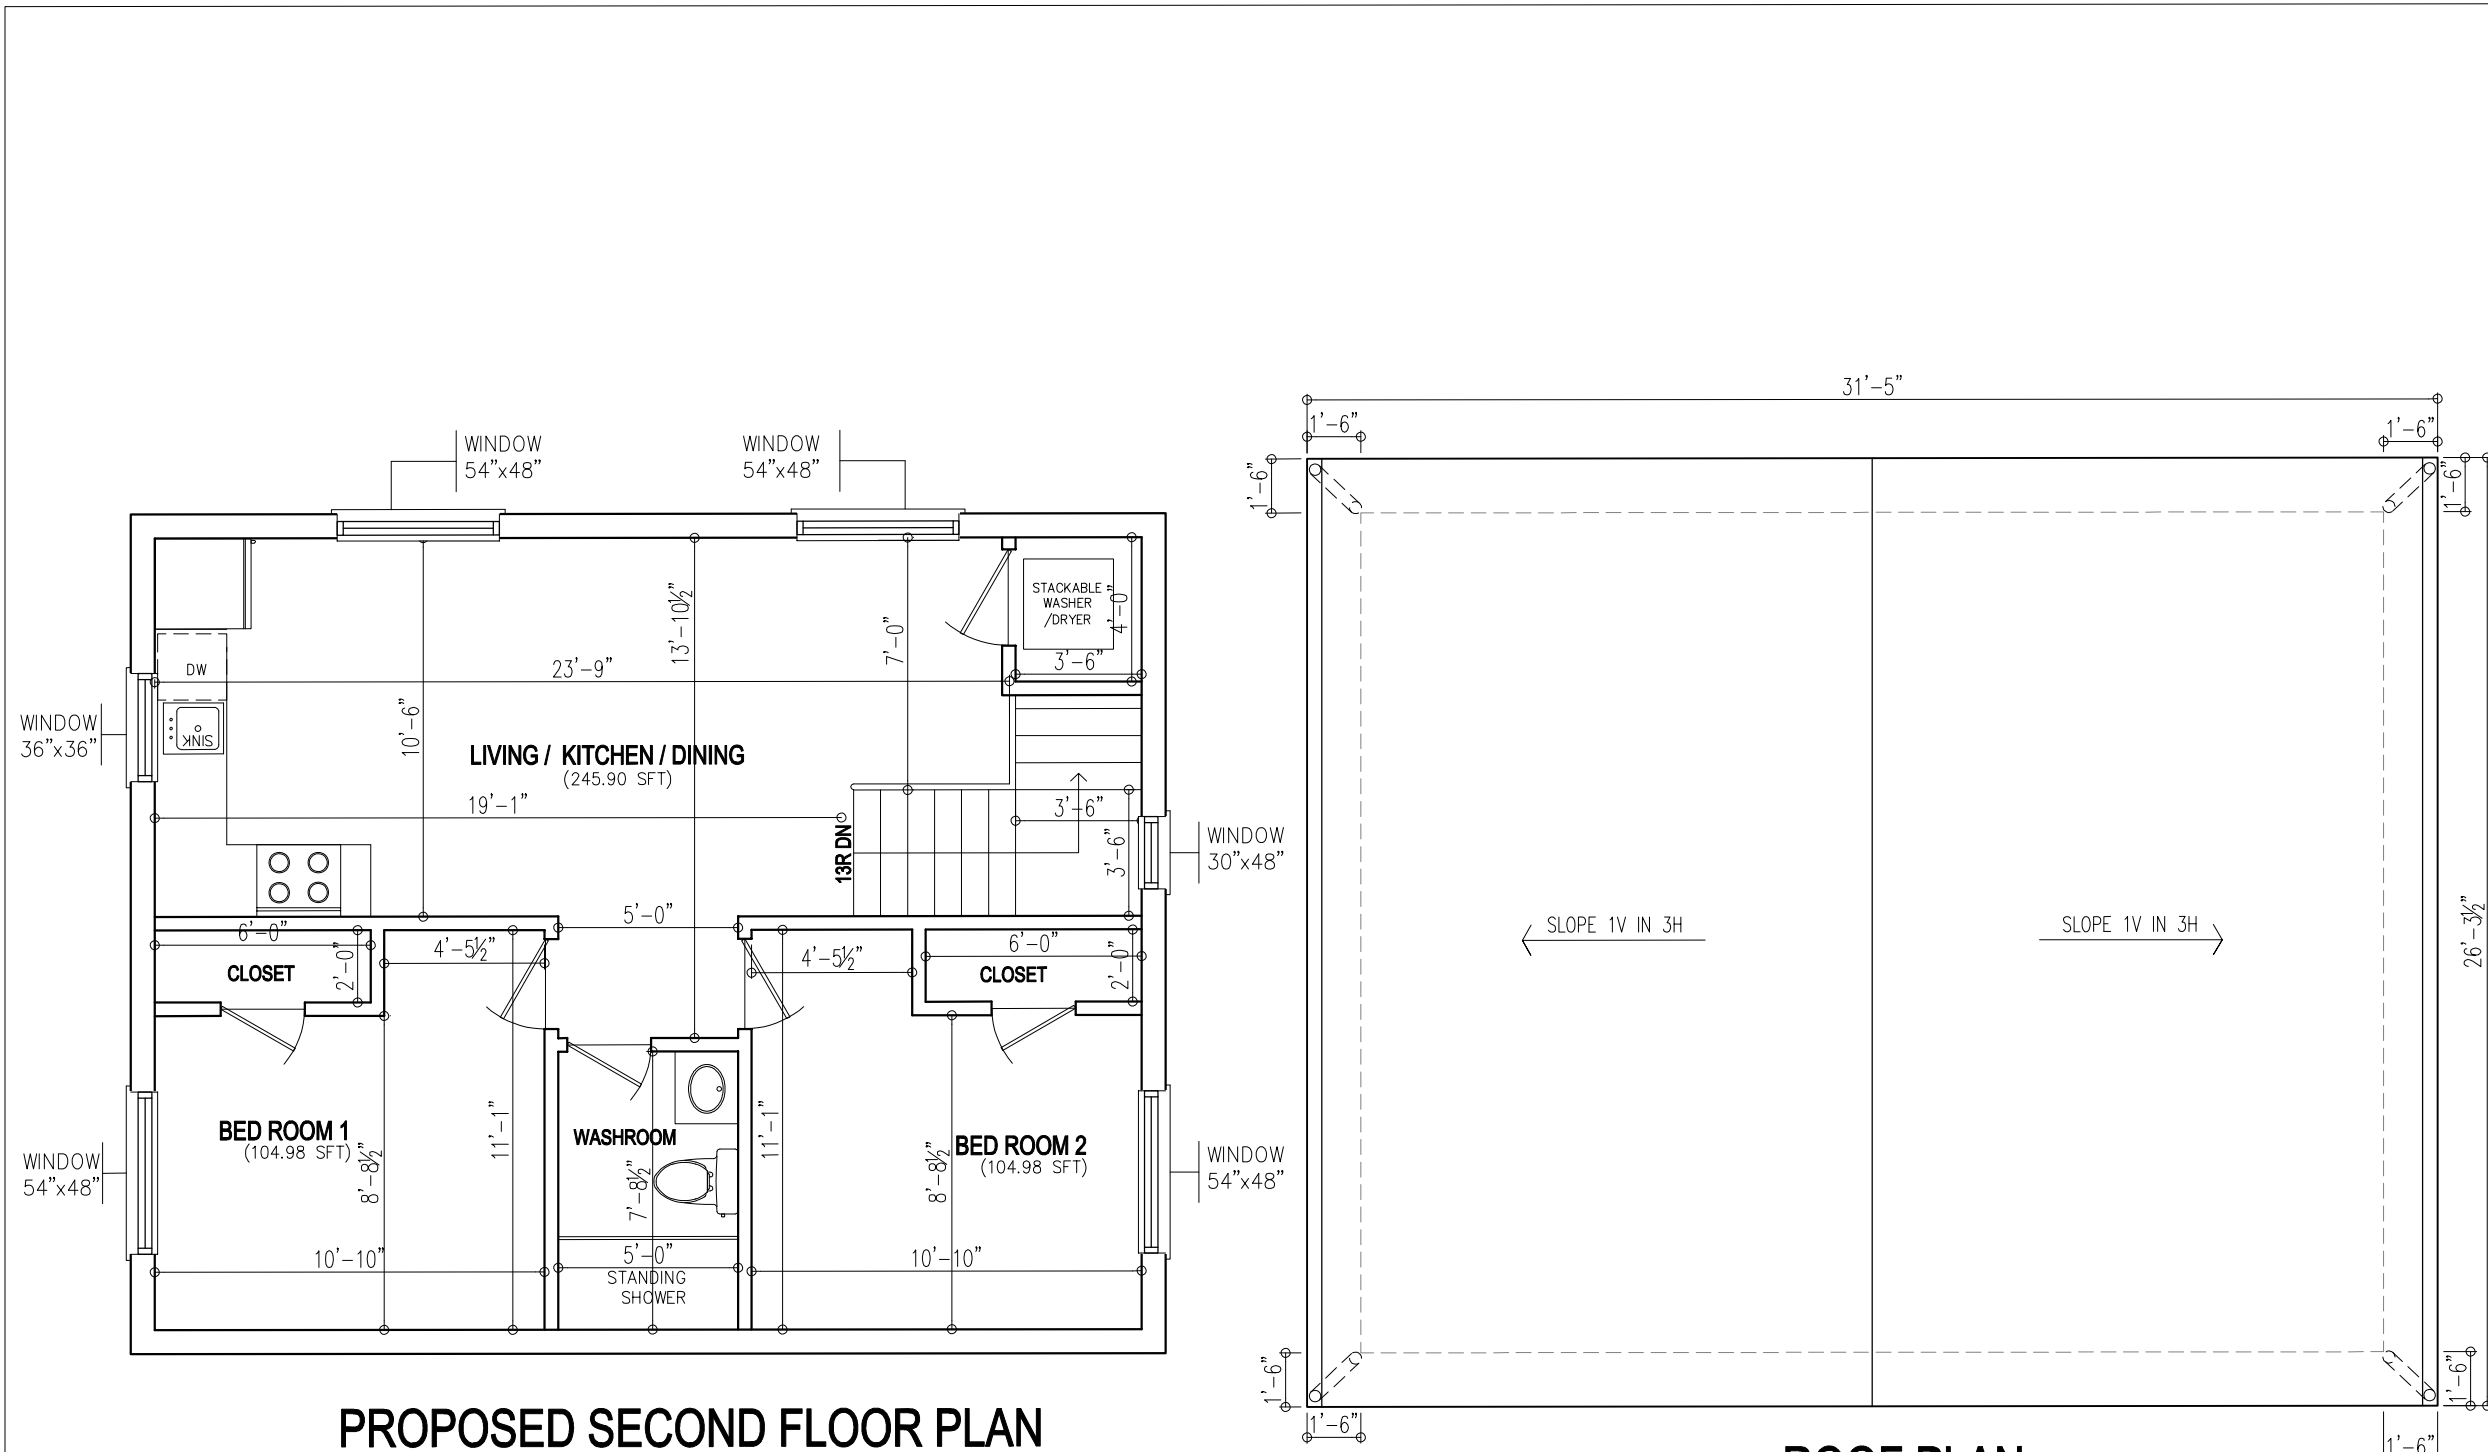 31'-5"
1'-6"
1'-6"
WINDOW
54"x48"
WINDOW
54"x48"
1'-6"
1'-6"
STACKABLE
WASHER
/DRYER
4'-0"
13'-10½"
7'-0"
23'-9"
3'-6"
DW
WINDOW
36"x36"
SINK
10'-6"
LIVING / KITCHEN / DINING
(245.90 SFT)
19'-1"
3'-6"
13R DN
3'-6"
WINDOW
30"x48"
5'-0"
6'-0"
4'-5½"
2'-0"
CLOSET
4'-5½"
6'-0"
CLOSET
2'-0"
SLOPE 1V IN 3H
SLOPE 1V IN 3H
26'-3½"
BED ROOM 1
(104.98 SFT)
8'-8½"
11'-1"
WASHROOM
7'-8½"
11'-1"
BED ROOM 2
(104.98 SFT)
8'-8½"
WINDOW
54"x48"
WINDOW
54"x48"
10'-10"
5'-0"
STANDING
SHOWER
10'-10"
1'-6"
1'-6"
1'-6"
1'-6"
PROPOSED SECOND FLOOR PLAN
ROOF PLAN